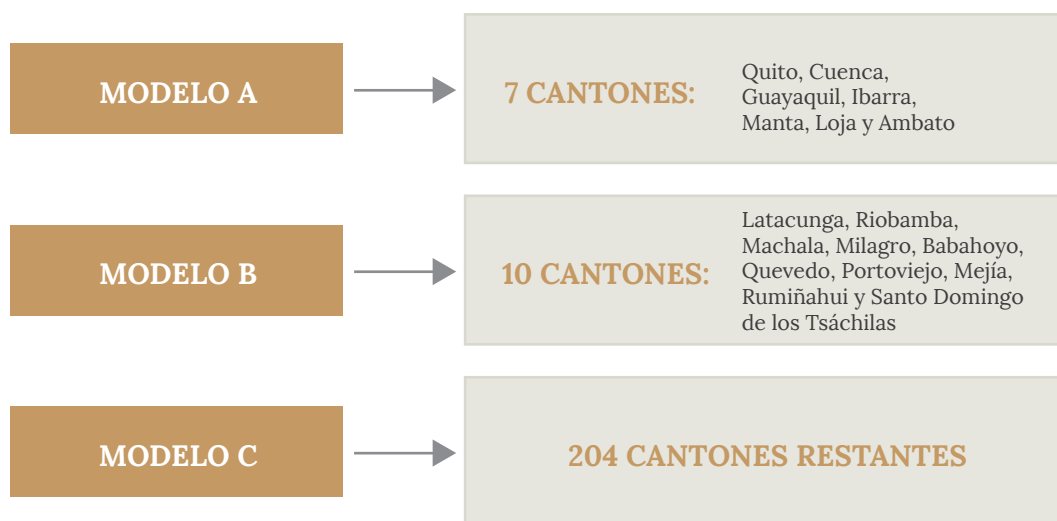 MODELO A
7 CANTONES:
Quito, Cuenca,
Guayaquil, Ibarra,
Manta, Loja y Ambato
MODELO B
10 CANTONES:
Latacunga, Riobamba,
Machala, Milagro, Babahoyo,
Quevedo, Portoviejo, Mejía,
Rumiñahui y Santo Domingo
de los Tsáchilas
MODELO C
204 CANTONES RESTANTES